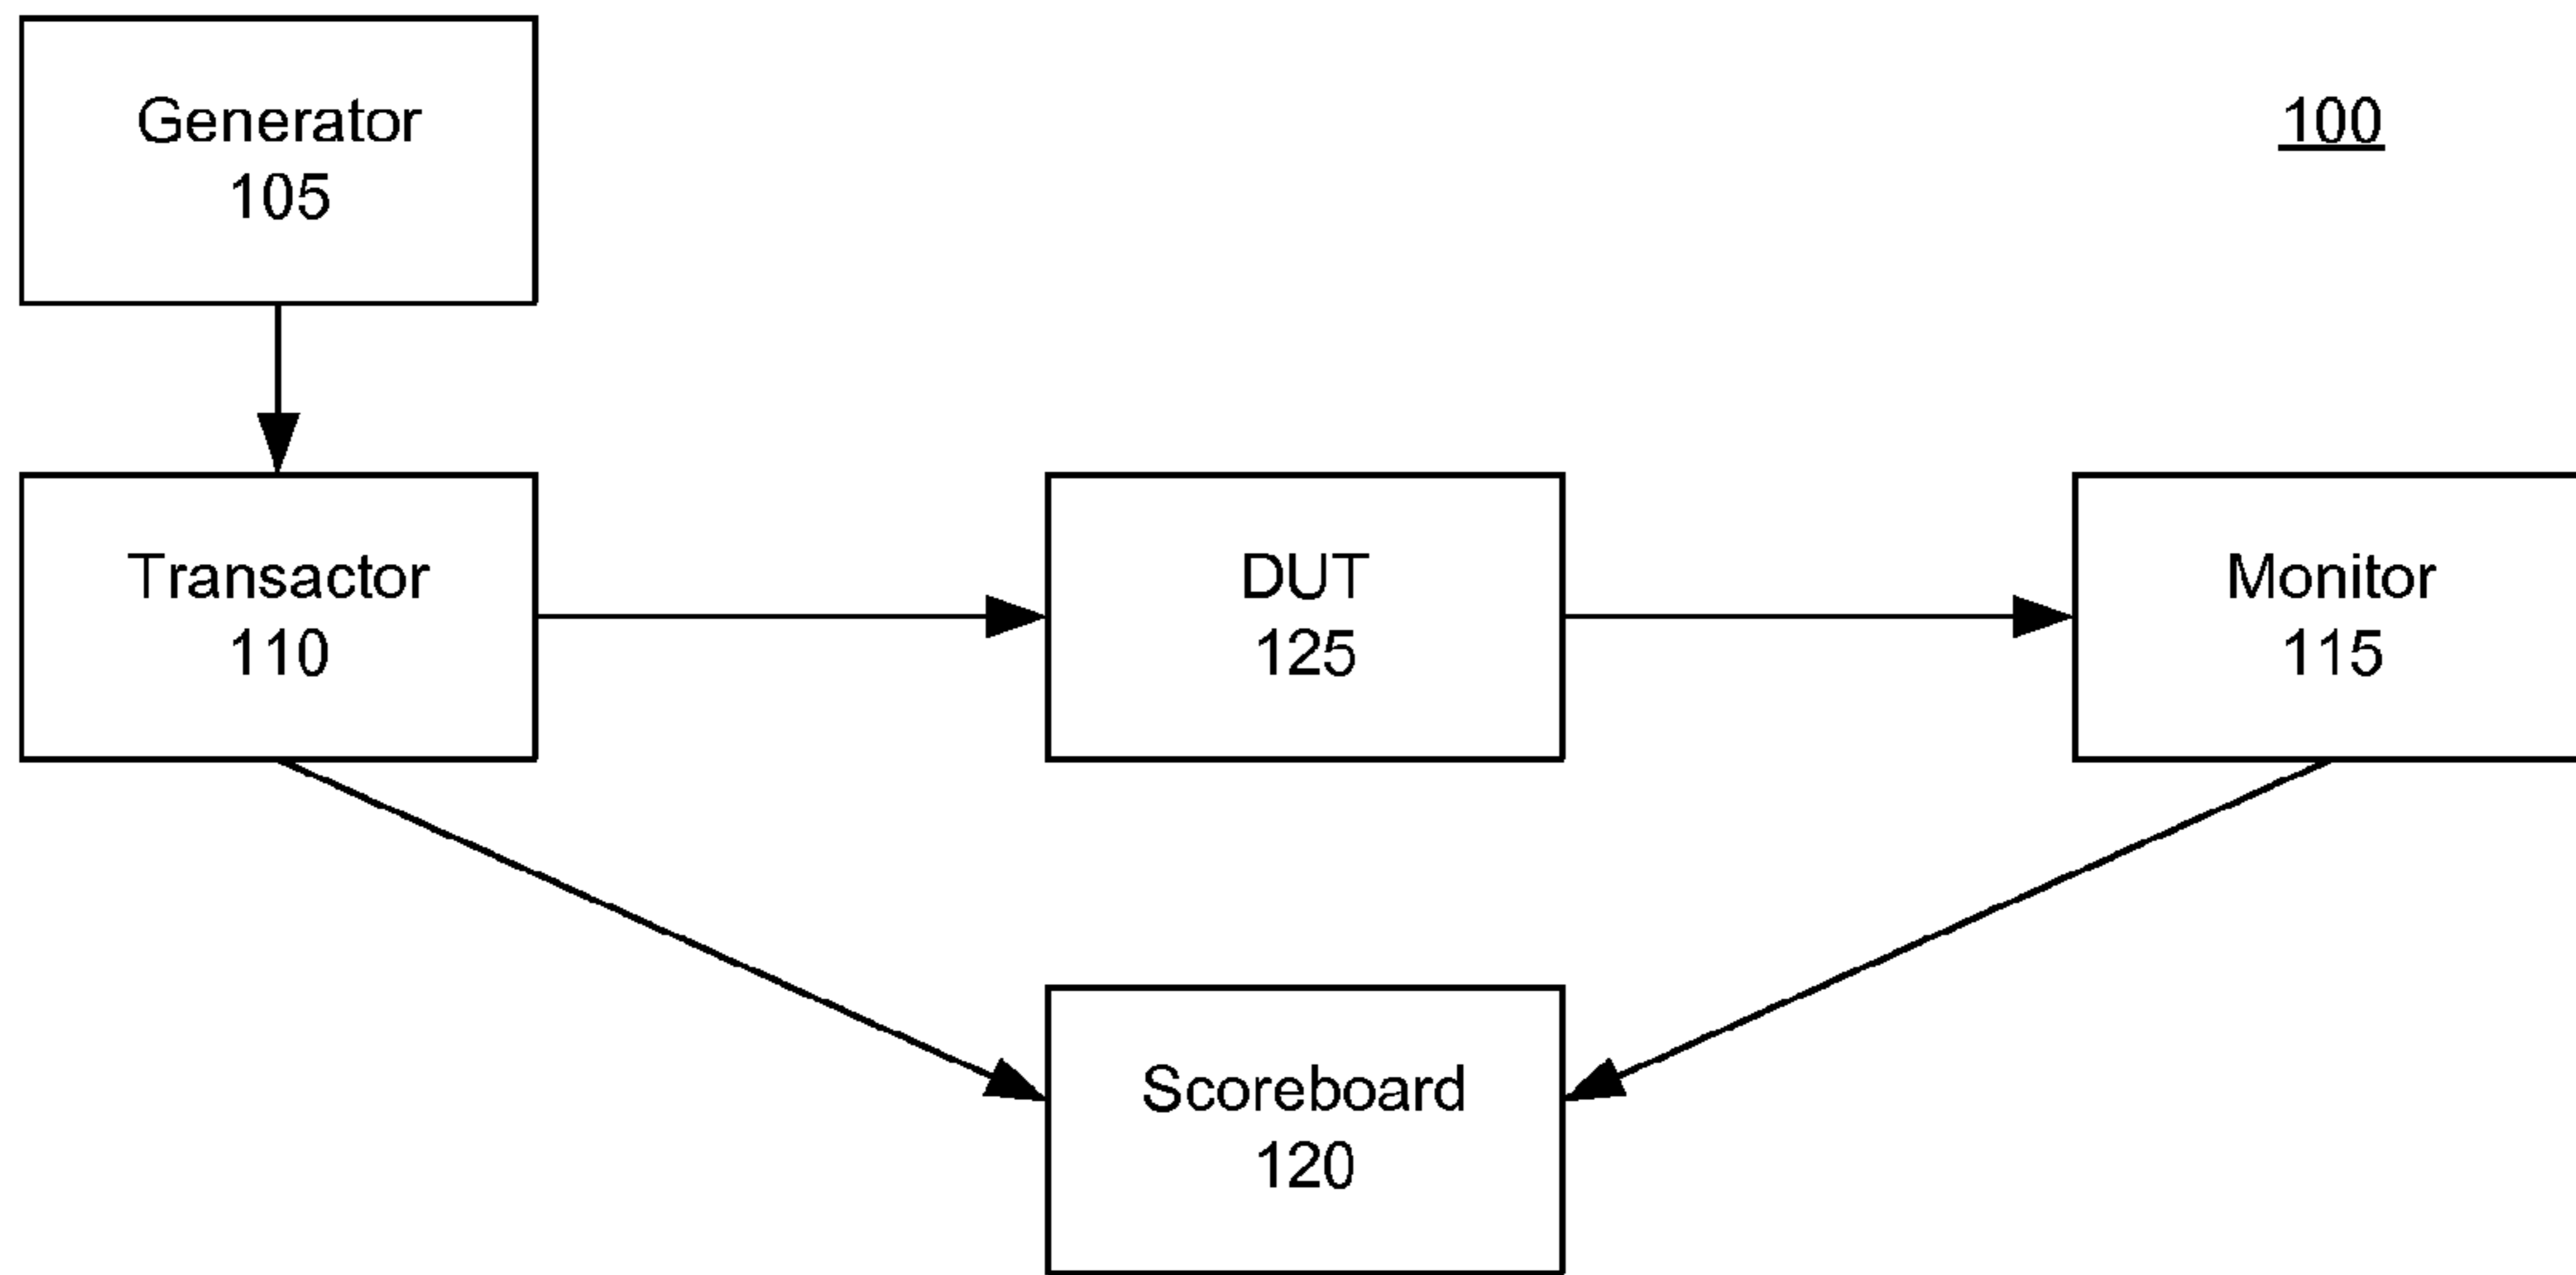 Generator
105
100
Transactor
110
DUT
125
Monitor
115
Scoreboard
120